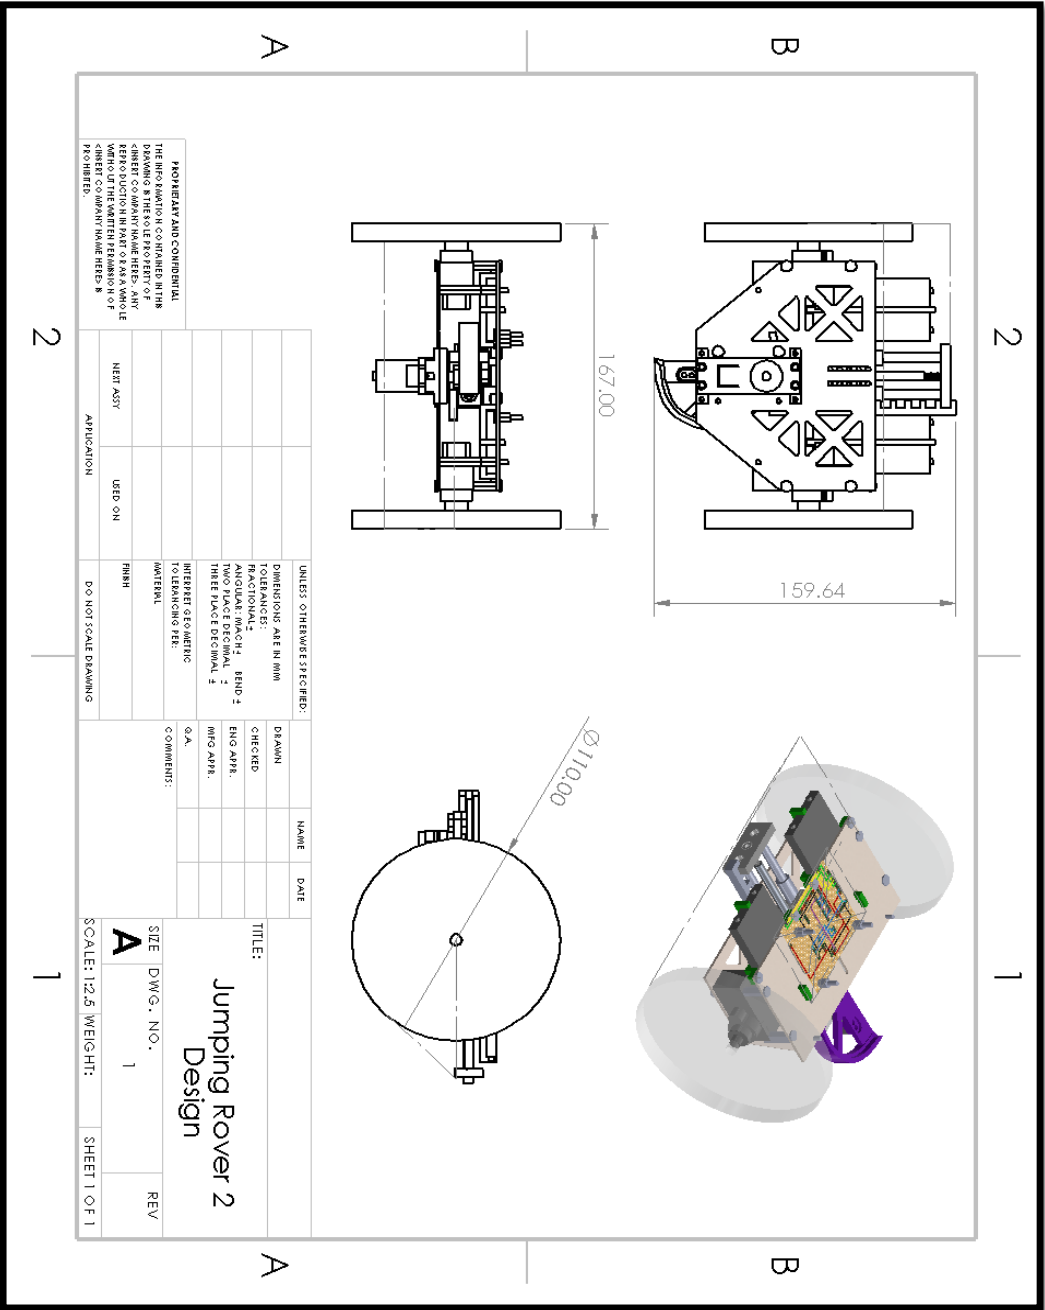 2
1
B
B
A
A
2
1
167.00
159.64
Ø110.00
PROPRIETARY AND CONFIDENTIAL
THE INFORMATION CONTAINED IN THIS
DRAWING IS THE SOLE PROPERTY OF
<INSERT COMPANY NAME HERE>. ANY
REPRODUCTION IN PART OR AS A WHOLE
WITHOUT THE WRITTEN PERMISSION OF
<INSERT COMPANY NAME HERE> IS
PROHIBITED.
NEXT ASSY
USED ON
APPLICATION
UNLESS OTHERWISE SPECIFIED:
DIMENSIONS ARE IN MM
TOLERANCES:
FRACTIONAL±
ANGULAR: MACH± BEND ±
TWO PLACE DECIMAL ±
THREE PLACE DECIMAL ±
INTERPRET GEOMETRIC
TOLERANCING PER:
MATERIAL
FINISH
DO NOT SCALE DRAWING
NAME
DATE
DRAWN
CHECKED
ENG APPR.
MFG APPR.
Q.A.
COMMENTS:
TITLE:
Jumping Rover 2
Design
SIZE
DWG. NO.
REV
A
1
SCALE: 1:2.5
WEIGHT:
SHEET 1 OF 1